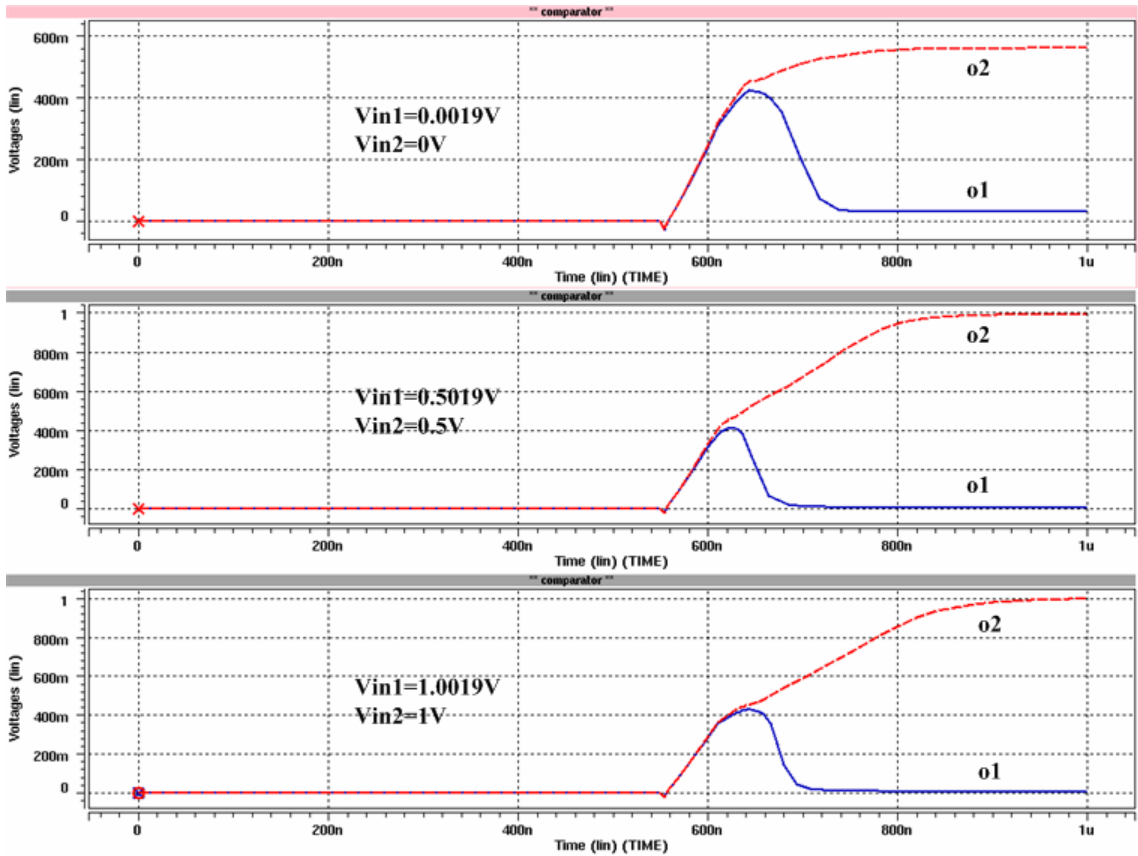 ** comparator **
Voltages (lin)
600m
400m
200m
0
Vin1=0.0019V
Vin2=0V
o2
o1
0
200n
400n
600n
800n
1u
Time (lin) (TIME)
** comparator **
Voltages (lin)
1
800m
600m
400m
200m
0
Vin1=0.5019V
Vin2=0.5V
o2
o1
0
200n
400n
600n
800n
1u
Time (lin) (TIME)
** comparator **
Voltages (lin)
1
800m
600m
400m
200m
0
Vin1=1.0019V
Vin2=1V
o2
o1
0
200n
400n
600n
800n
1u
Time (lin) (TIME)